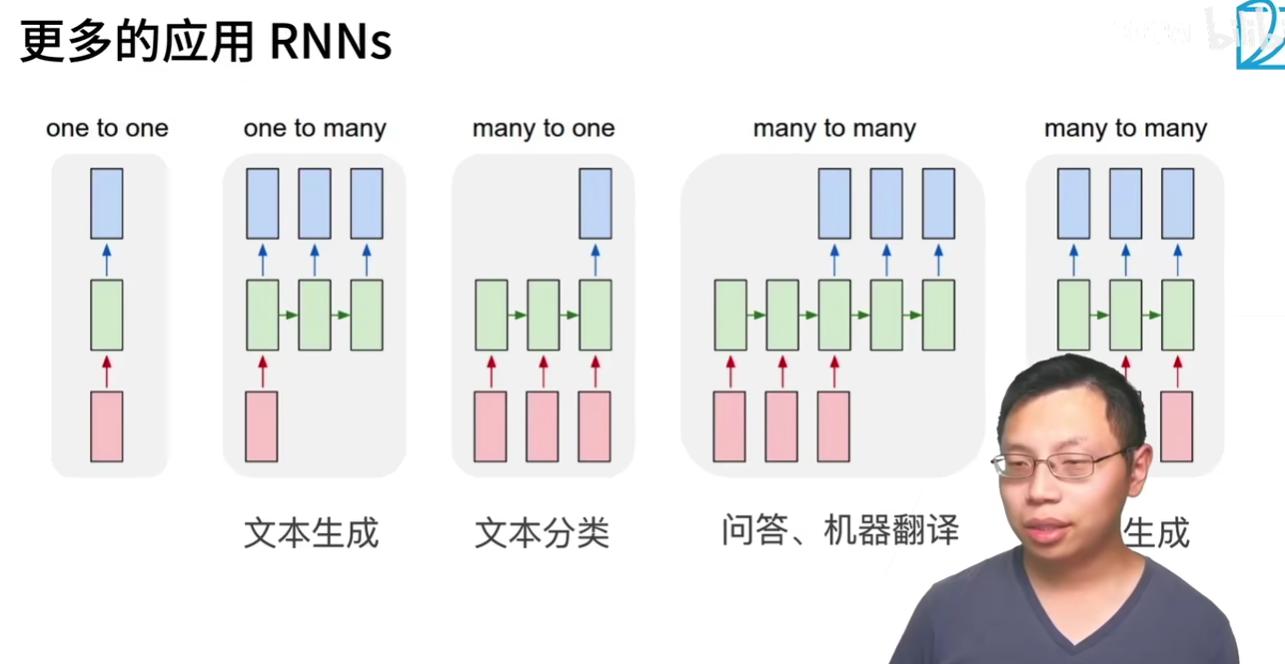 更多的应用 RNNs
one to one
one to many
many to one
many to many
many to many
文本生成
文本分类
问答、机器翻译
生成